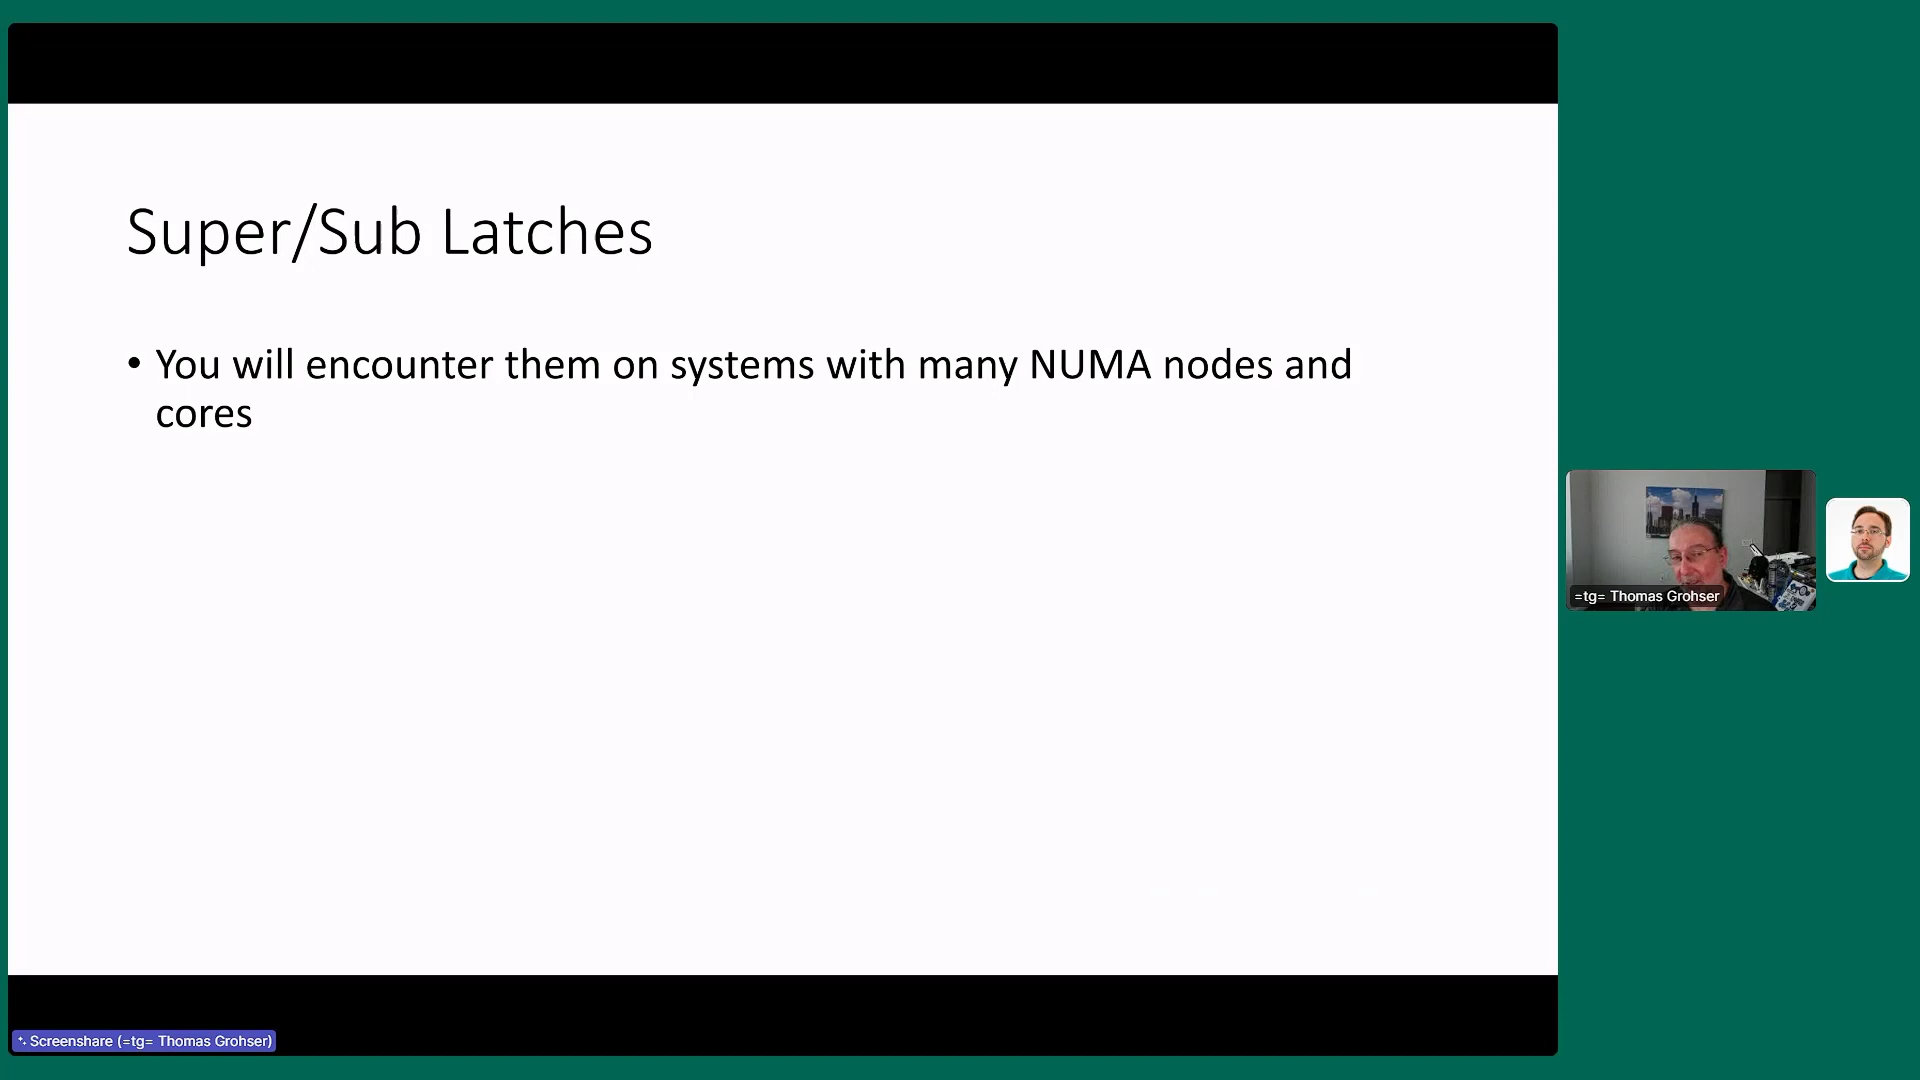 Super/Sub Latches
• You will encounter them on systems with many NUMA nodes and
cores
=tg= Thomas Grohser
Screenshare (=tg= Thomas Grohser)